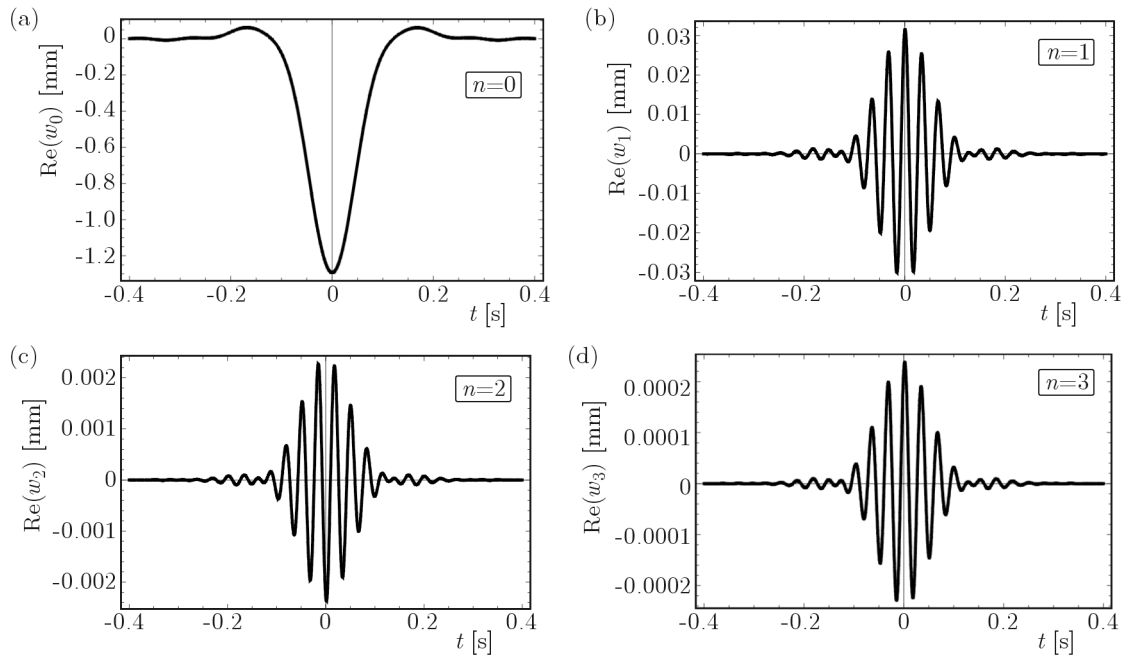 (a)
Re(w₀) [mm]
0
-0.2
-0.4
-0.6
-0.8
-1.0
-1.2
n=0
-0.4
-0.2
0
0.2
0.4
t [s]
(b)
Re(w₁) [mm]
0.03
0.02
0.01
0
-0.01
-0.02
-0.03
n=1
-0.4
-0.2
0
0.2
0.4
t [s]
(c)
Re(w₂) [mm]
0.002
0.001
0
-0.001
-0.002
n=2
-0.4
-0.2
0
0.2
0.4
t [s]
(d)
Re(w₃) [mm]
0.0002
0.0001
0
-0.0001
-0.0002
n=3
-0.4
-0.2
0
0.2
0.4
t [s]